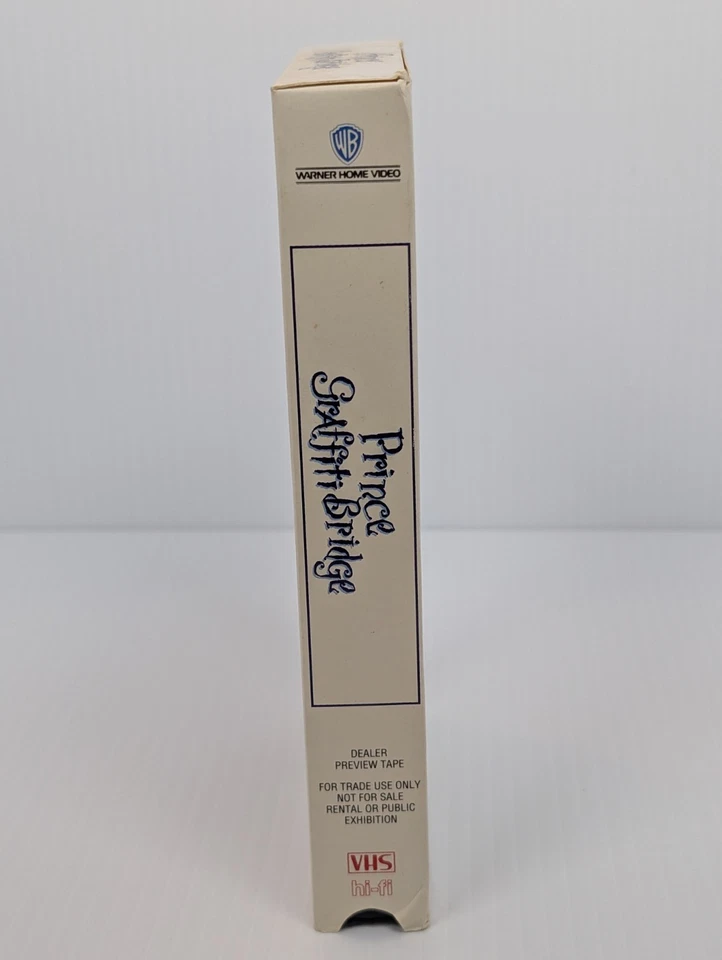 WB
WARNER HOME VIDEO
Prince
Graffiti Bridge
DEALER
PREVIEW TAPE
FOR TRADE USE ONLY
NOT FOR SALE
RENTAL OR PUBLIC
EXHIBITION
VHS
hi-fi